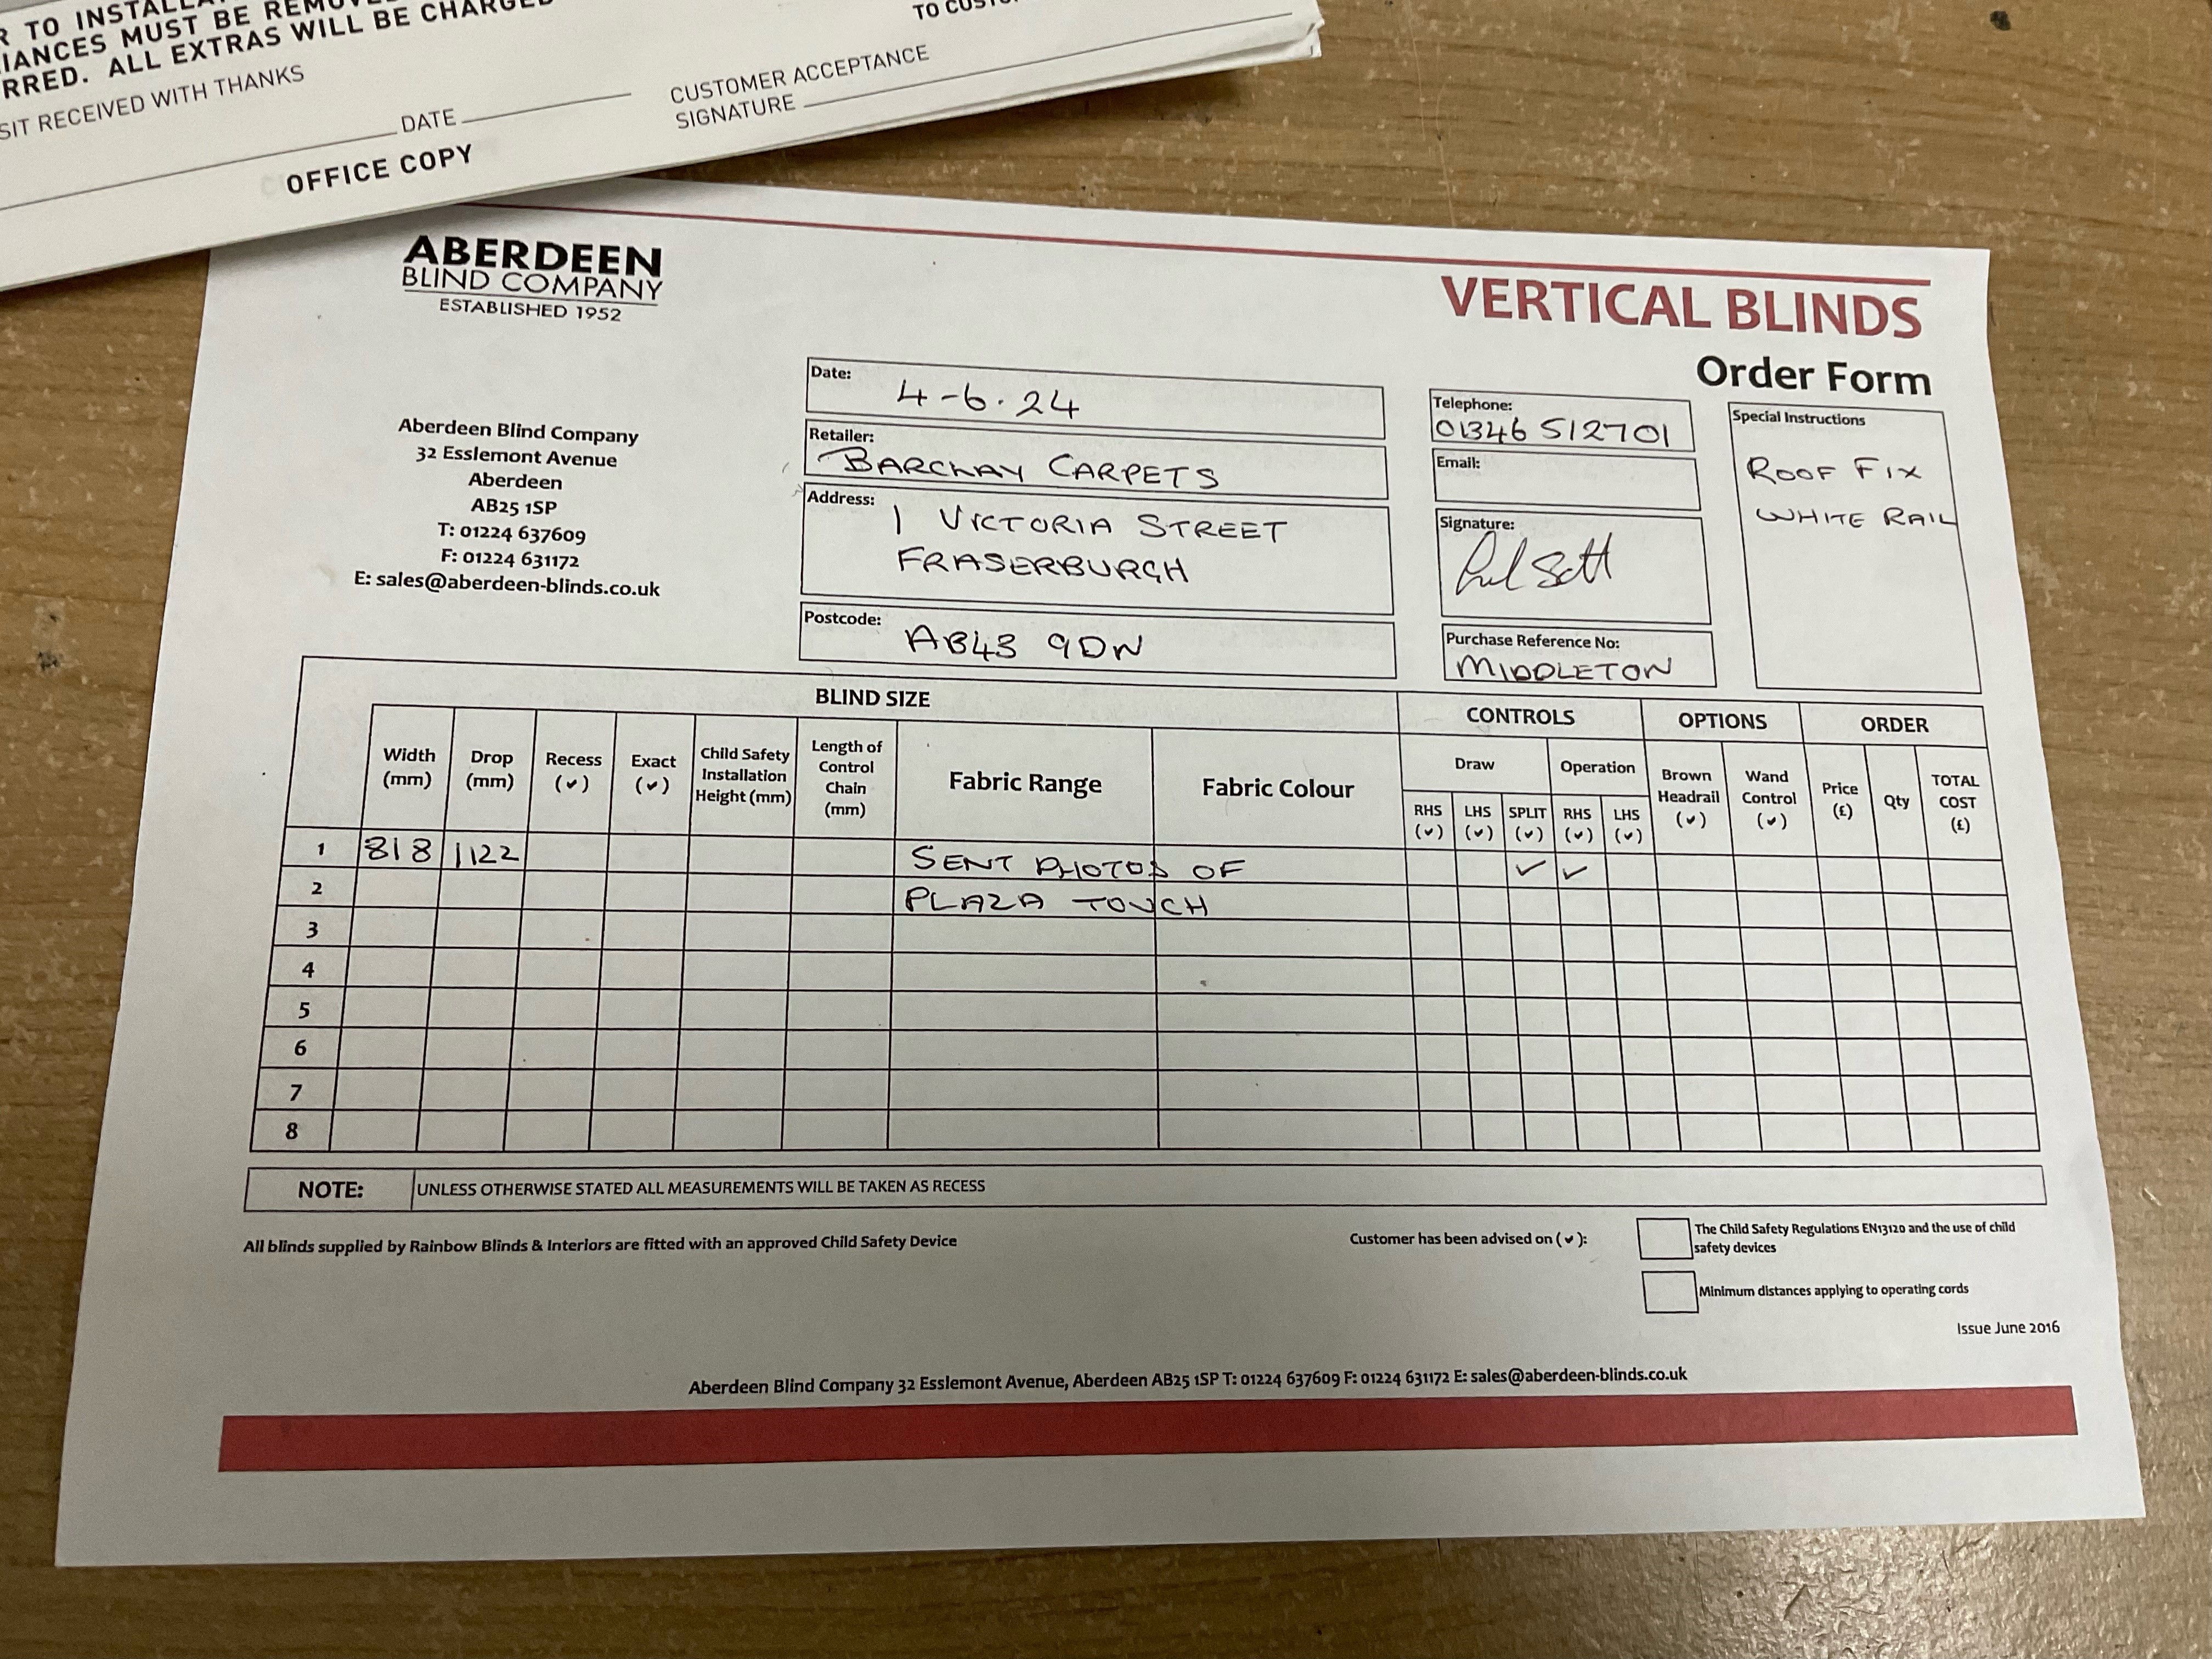 R TO INSTALLA
IANCES MUST BE REMOVE
RRED. ALL EXTRAS WILL BE CHARGED
SIT RECEIVED WITH THANKS
DATE
OFFICE COPY
CUSTOMER ACCEPTANCE
SIGNATURE
ABERDEEN
BLIND COMPANY
ESTABLISHED 1952
VERTICAL BLINDS
Order Form
Aberdeen Blind Company
32 Esslemont Avenue
Aberdeen
AB25 1SP
T: 01224 637609
F: 01224 631172
E: sales@aberdeen-blinds.co.uk
Date: 4-6.24
Retailer: BARCLAY CARPETS
Address: 1 VICTORIA STREET
FRASERBURGH
Postcode: AB43 9DN
Telephone: 01346 512701
Email:
Signature:
Purchase Reference No: MIDDLETON
Special Instructions
ROOF FIX
WHITE RAIL
BLIND SIZE CONTROLS OPTIONS ORDER
Width (mm)
Drop (mm)
Recess (✓)
Exact (✓)
Child Safety Installation Height (mm)
Length of Control Chain (mm)
Fabric Range
Fabric Colour
Draw
RHS (✓) LHS (✓) SPLIT (✓)
Operation
RHS (✓) LHS (✓)
Brown Headrail (✓)
Wand Control (✓)
Price (£)
Qty
TOTAL COST (£)
1 818 1122 SENT PHOTOS OF ✓ ✓
2 PLAZA TOUCH
3
4
5
6
7
8
NOTE: UNLESS OTHERWISE STATED ALL MEASUREMENTS WILL BE TAKEN AS RECESS
All blinds supplied by Rainbow Blinds & Interiors are fitted with an approved Child Safety Device
Customer has been advised on (✓):
The Child Safety Regulations EN13120 and the use of child
safety devices
Minimum distances applying to operating cords
Issue June 2016
Aberdeen Blind Company 32 Esslemont Avenue, Aberdeen AB25 1SP T: 01224 637609 F: 01224 631172 E: sales@aberdeen-blinds.co.uk